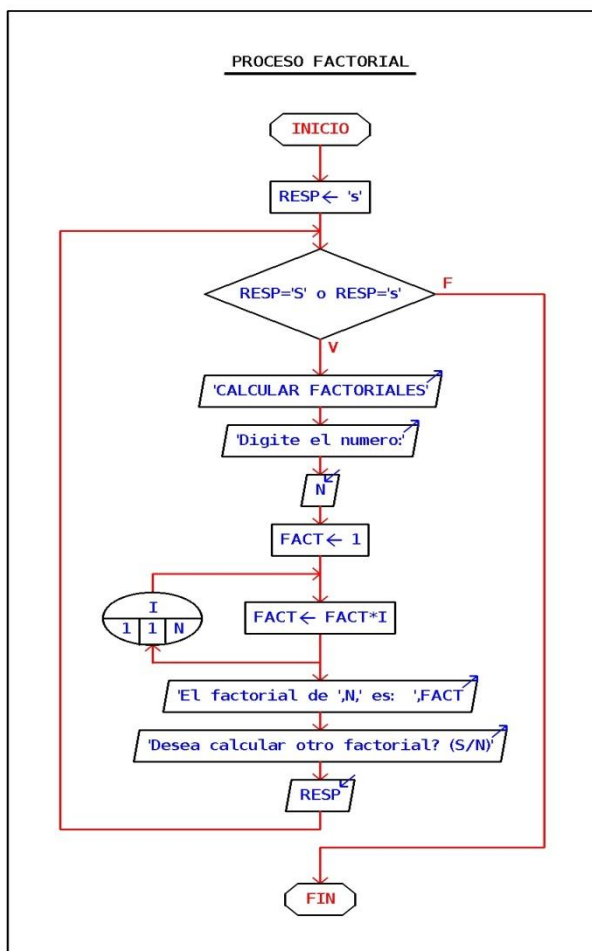 PROCESO FACTORIAL
INICIO
RESP← 's'
RESP='S' o RESP='s'
F
V
'CALCULAR FACTORIALES'
'Digite el numero:'
N
FACT← 1
I
1 1 N
FACT← FACT*I
'El factorial de ',N,' es:  ',FACT
'Desea calcular otro factorial? (S/N)'
RESP
FIN